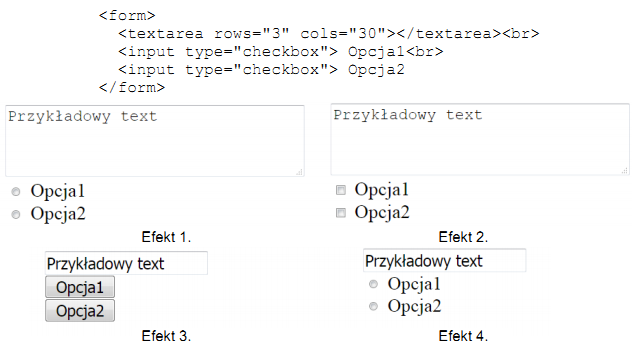 <form>
<textarea rows="3" cols="30"></textarea><br>
<input type="checkbox"> Opcja1<br>
<input type="checkbox"> Opcja2
</form>
Przykładowy text
Opcja1
Opcja2
Efekt 1.
Przykładowy text
Opcja1
Opcja2
Efekt 2.
Przykładowy text
Opcja1
Opcja2
Efekt 3.
Przykładowy text
Opcja1
Opcja2
Efekt 4.